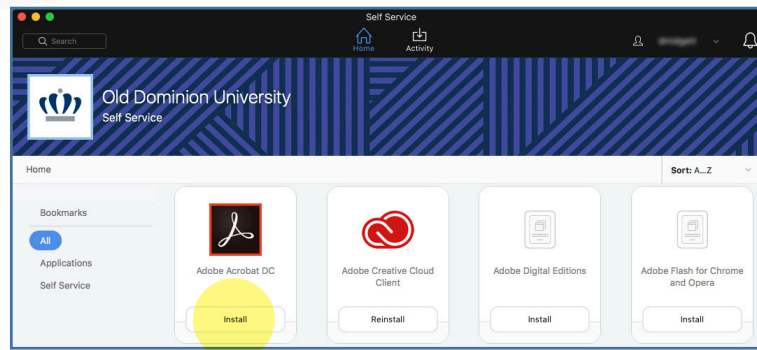 Self Service
Search
Home
Activity
Old Dominion University
Self Service
Home
Sort: A...Z
Bookmarks
All
Applications
Self Service
Adobe Acrobat DC
Install
Adobe Creative Cloud
Client
Reinstall
Adobe Digital Editions
Install
Adobe Flash for Chrome
and Opera
Install